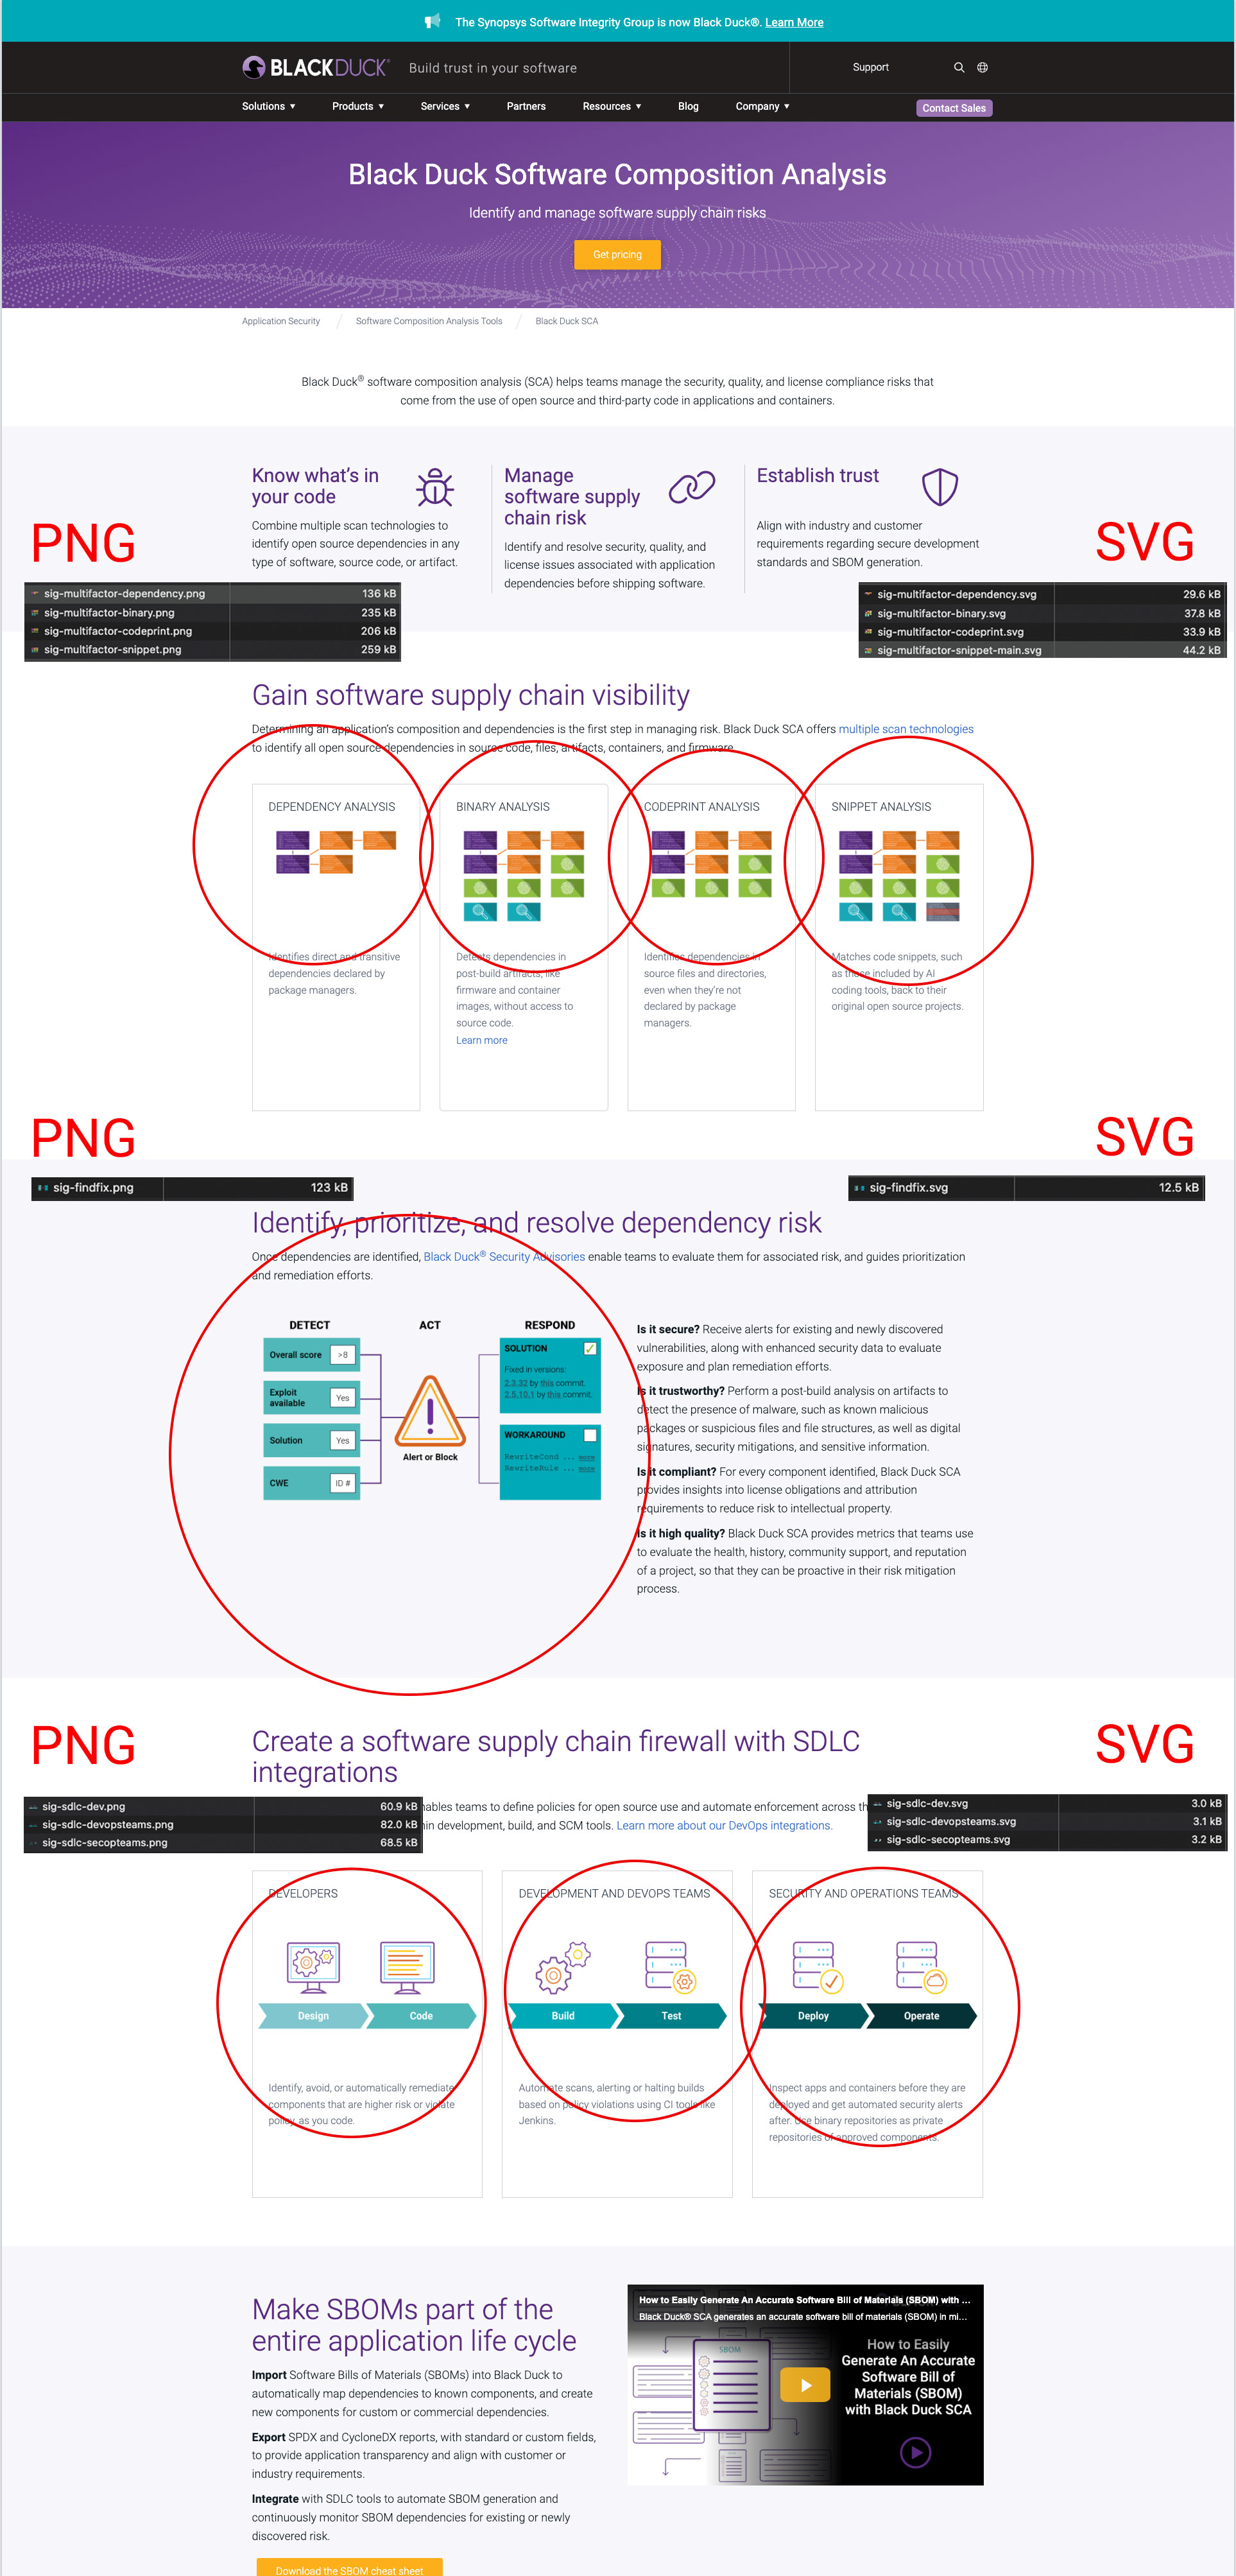 The Synopsys Software Integrity Group is now Black Duck®. Learn More
BLACKDUCK® Build trust in your software
Support
Solutions Products Services Partners Resources Blog Company Contact Sales
Black Duck Software Composition Analysis
Identify and manage software supply chain risks
Get pricing
Application Security / Software Composition Analysis Tools / Black Duck SCA
Black Duck® software composition analysis (SCA) helps teams manage the security, quality, and license compliance risks that
come from the use of open source and third-party code in applications and containers.
Know what's in
your code
Combine multiple scan technologies to
identify open source dependencies in any
type of software, source code, or artifact.
Manage
software supply
chain risk
Identify and resolve security, quality, and
license issues associated with application
dependencies before shipping software.
Establish trust
Align with industry and customer
requirements regarding secure development
standards and SBOM generation.
PNG
sig-multifactor-dependency.png 136 kB
sig-multifactor-binary.png 235 kB
sig-multifactor-codeprint.png 206 kB
sig-multifactor-snippet.png 259 kB
SVG
sig-multifactor-dependency.svg 29.6 kB
sig-multifactor-binary.svg 37.8 kB
sig-multifactor-codeprint.svg 33.9 kB
sig-multifactor-snippet-main.svg 44.2 kB
Gain software supply chain visibility
Determining an application's composition and dependencies is the first step in managing risk. Black Duck SCA offers multiple scan technologies
to identify all open source dependencies in source code, files, artifacts, containers, and firmware.
DEPENDENCY ANALYSIS
Identifies direct and transitive
dependencies declared by
package managers.
BINARY ANALYSIS
Detects dependencies in
post-build artifacts, like
firmware and container
images, without access to
source code.
Learn more
CODEPRINT ANALYSIS
Identifies dependencies in
source files and directories,
even when they're not
declared by package
managers.
SNIPPET ANALYSIS
Matches code snippets, such
as those included by AI
coding tools, back to their
original open source projects.
PNG
sig-findfix.png 123 kB
SVG
sig-findfix.svg 12.5 kB
Identify, prioritize, and resolve dependency risk
Once dependencies are identified, Black Duck® Security Advisories enable teams to evaluate them for associated risk, and guides prioritization
and remediation efforts.
DETECT
Overall score >8
Exploit
available Yes
Solution Yes
CWE ID #
ACT
Alert or Block
RESPOND
SOLUTION
Fixed in versions:
2.3.32 by this commit.
2.5.10.1 by this commit.
WORKAROUND
RewriteCond ...
RewriteRule ...
Is it secure? Receive alerts for existing and newly discovered
vulnerabilities, along with enhanced security data to evaluate
exposure and plan remediation efforts.
Is it trustworthy? Perform a post-build analysis on artifacts to
detect the presence of malware, such as known malicious
packages or suspicious files and file structures, as well as digital
signatures, security mitigations, and sensitive information.
Is it compliant? For every component identified, Black Duck SCA
provides insights into license obligations and attribution
requirements to reduce risk to intellectual property.
Is it high quality? Black Duck SCA provides metrics that teams use
to evaluate the health, history, community support, and reputation
of a project, so that they can be proactive in their risk mitigation
process.
PNG
SVG
Create a software supply chain firewall with SDLC
integrations
sig-sdlc-dev.png 60.9 kB
sig-sdlc-devopsteams.png 82.0 kB
sig-sdlc-secopteams.png 68.5 kB
nables teams to define policies for open source use and automate enforcement across th
in development, build, and SCM tools. Learn more about our DevOps integrations.
sig-sdlc-dev.svg 3.0 kB
sig-sdlc-devopsteams.svg 3.1 kB
sig-sdlc-secopteams.svg 3.2 kB
DEVELOPERS
Design Code
Identify, avoid, or automatically remediate
components that are higher risk or violate
policy, as you code.
DEVELOPMENT AND DEVOPS TEAMS
Build Test
Automate scans, alerting or halting builds
based on policy violations using CI tools like
Jenkins.
SECURITY AND OPERATIONS TEAMS
Deploy Operate
Inspect apps and containers before they are
deployed and get automated security alerts
after. Use binary repositories as private
repositories of approved components.
Make SBOMs part of the
entire application life cycle
Import Software Bills of Materials (SBOMs) into Black Duck to
automatically map dependencies to known components, and create
new components for custom or commercial dependencies.
Export SPDX and CycloneDX reports, with standard or custom fields,
to provide application transparency and align with customer or
industry requirements.
Integrate with SDLC tools to automate SBOM generation and
continuously monitor SBOM dependencies for existing or newly
discovered risk.
Download the SBOM cheat sheet
How to Easily Generate An Accurate Software Bill of Materials (SBOM) with ...
Black Duck® SCA generates an accurate software bill of materials (SBOM) in mi...
SBOM
How to Easily
Generate An Accurate
Software Bill of
Materials (SBOM)
with Black Duck SCA